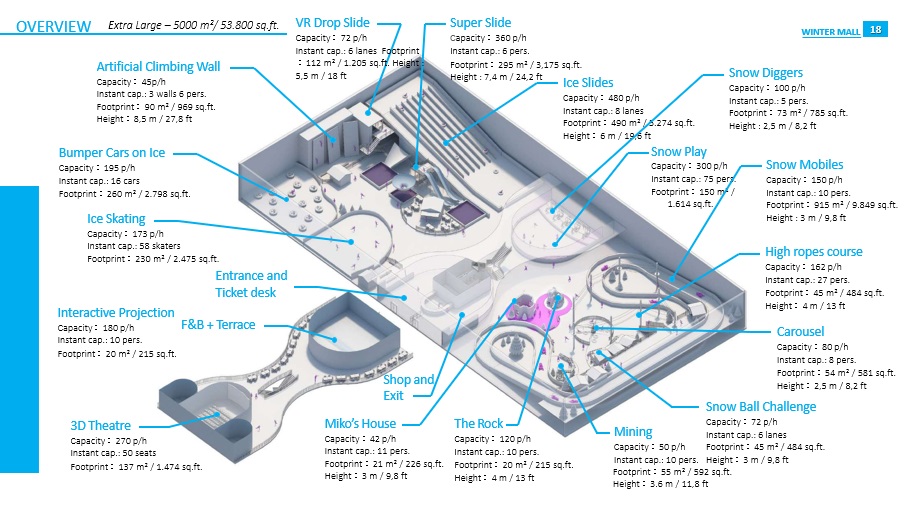 OVERVIEW
Extra Large – 5000 m²/ 53.800 sq.ft.
WINTER MALL 18
VR Drop Slide
Capacity : 72 p/h
Instant cap.: 6 lanes Footprint
: 112 m² / 1.205 sq.ft. Height :
5,5 m / 18 ft
Super Slide
Capacity : 360 p/h
Instant cap.: 6 pers.
Footprint : 295 m² / 3,175 sq.ft.
Height : 7,4 m / 24,2 ft
Artificial Climbing Wall
Capacity : 45p/h
Instant cap.: 3 walls 6 pers.
Footprint : 90 m² / 969 sq.ft.
Height : 8,5 m / 27,8 ft
Ice Slides
Capacity : 480 p/h
Instant cap.: 8 lanes
Footprint : 490 m² / 5.274 sq.ft.
Height : 6 m / 19,6 ft
Snow Diggers
Capacity : 100 p/h
Instant cap.: 5 pers.
Footprint : 73 m² / 785 sq.ft.
Height : 2,5 m / 8,2 ft
Bumper Cars on Ice
Capacity : 195 p/h
Instant cap.: 16 cars
Footprint : 260 m² / 2.798 sq.ft.
Snow Play
Capacity : 300 p/h
Instant cap.: 75 pers.
Footprint : 150 m² /
1.614 sq.ft.
Snow Mobiles
Capacity : 150 p/h
Instant cap.: 10 pers.
Footprint : 915 m² / 9.849 sq.ft.
Height : 3 m / 9,8 ft
Ice Skating
Capacity : 173 p/h
Instant cap.: 58 skaters
Footprint : 230 m² / 2.475 sq.ft.
High ropes course
Capacity : 162 p/h
Instant cap.: 27 pers.
Footprint : 45 m² / 484 sq.ft.
Height : 4 m / 13 ft
Entrance and
Ticket desk
Interactive Projection
Capacity : 180 p/h
Instant cap.: 10 pers.
Footprint : 20 m² / 215 sq.ft.
F&B + Terrace
Carousel
Capacity : 80 p/h
Instant cap.: 8 pers.
Footprint : 54 m² / 581 sq.ft.
Height : 2,5 m / 8,2 ft
Shop and
Exit
Snow Ball Challenge
Capacity : 72 p/h
Instant cap.: 6 lanes
Footprint : 45 m² / 484 sq.ft.
Height : 3 m / 9,8 ft
3D Theatre
Capacity : 270 p/h
Instant cap.: 50 seats
Footprint : 137 m² / 1.474 sq.ft.
Miko's House
Capacity : 42 p/h
Instant cap.: 11 pers.
Footprint : 21 m² / 226 sq.ft.
Height : 3 m / 9,8 ft
The Rock
Capacity : 120 p/h
Instant cap.: 10 pers.
Footprint : 20 m² / 215 sq.ft.
Height : 4 m / 13 ft
Mining
Capacity : 50 p/h
Instant cap.: 10 pers.
Footprint : 55 m² / 592 sq.ft.
Height : 3.6 m / 11,8 ft